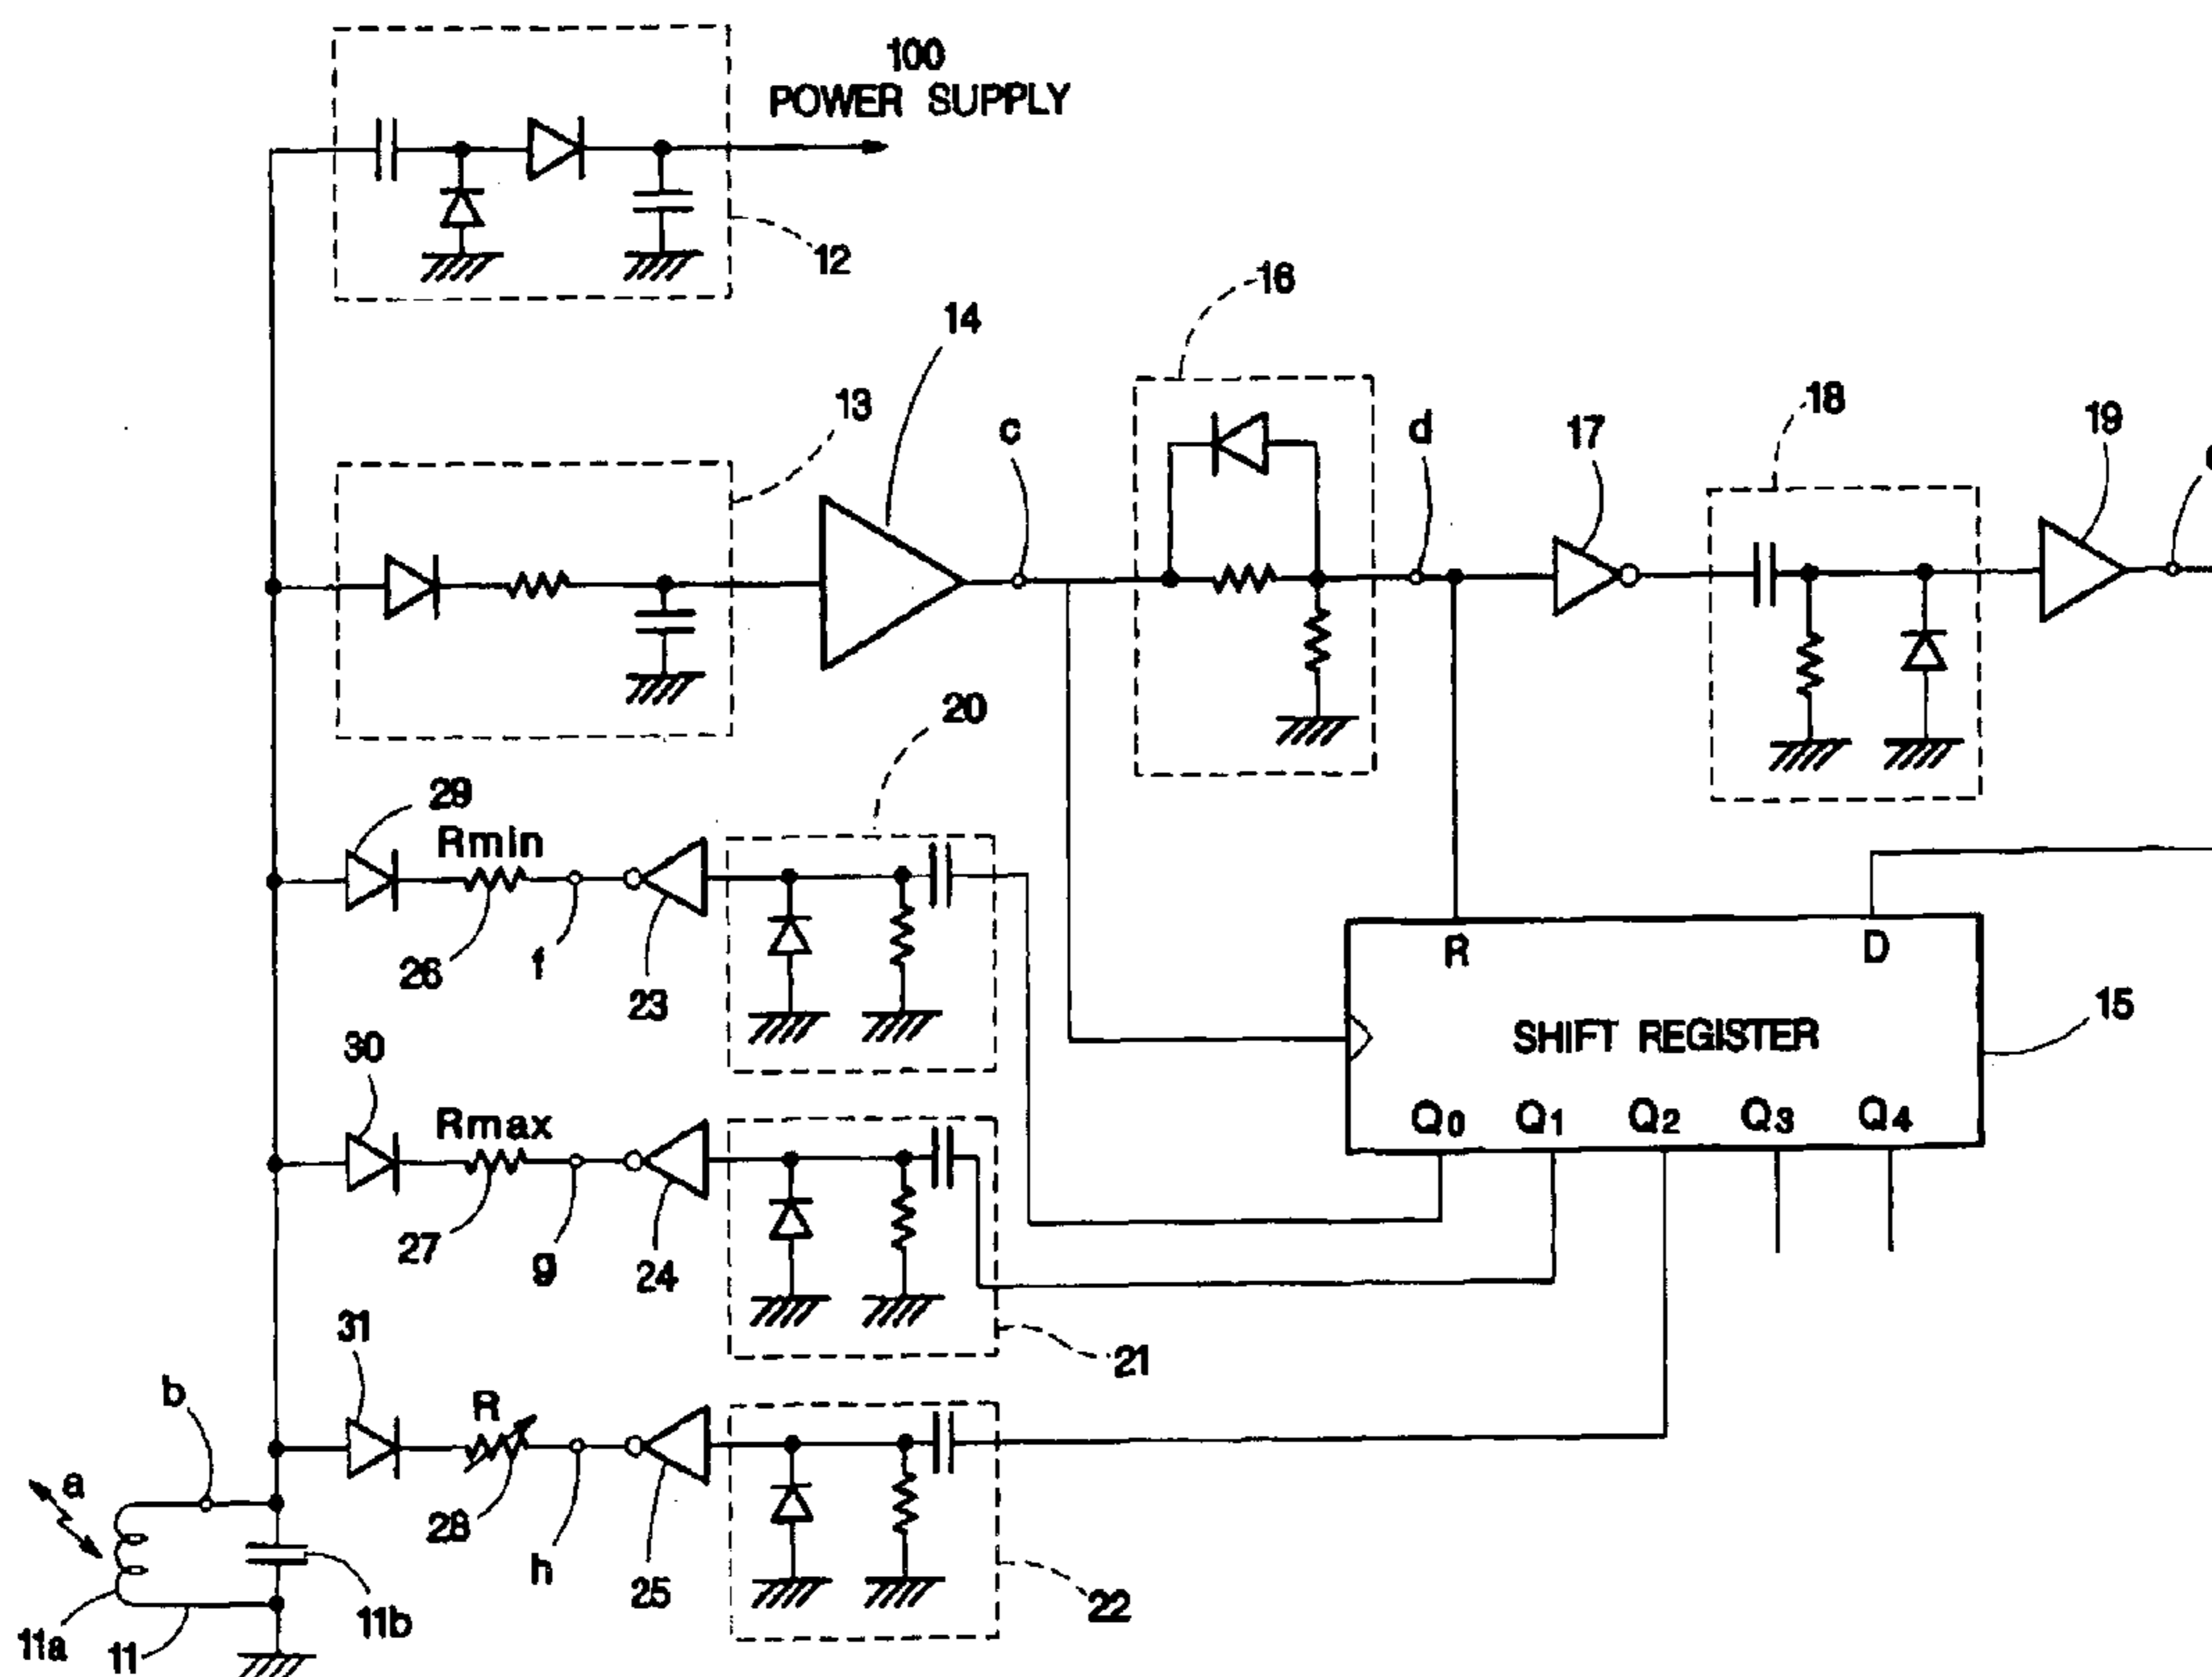 100
POWER SUPPLY
12
16
14
13
c
d
17
18
19
20
29
Rmin
26
f
23
R
D
SHIFT REGISTER
15
Q0
Q1
Q2
Q3
Q4
30
Rmax
27
g
24
21
31
R
28
h
25
22
b
a
11a
11
11b